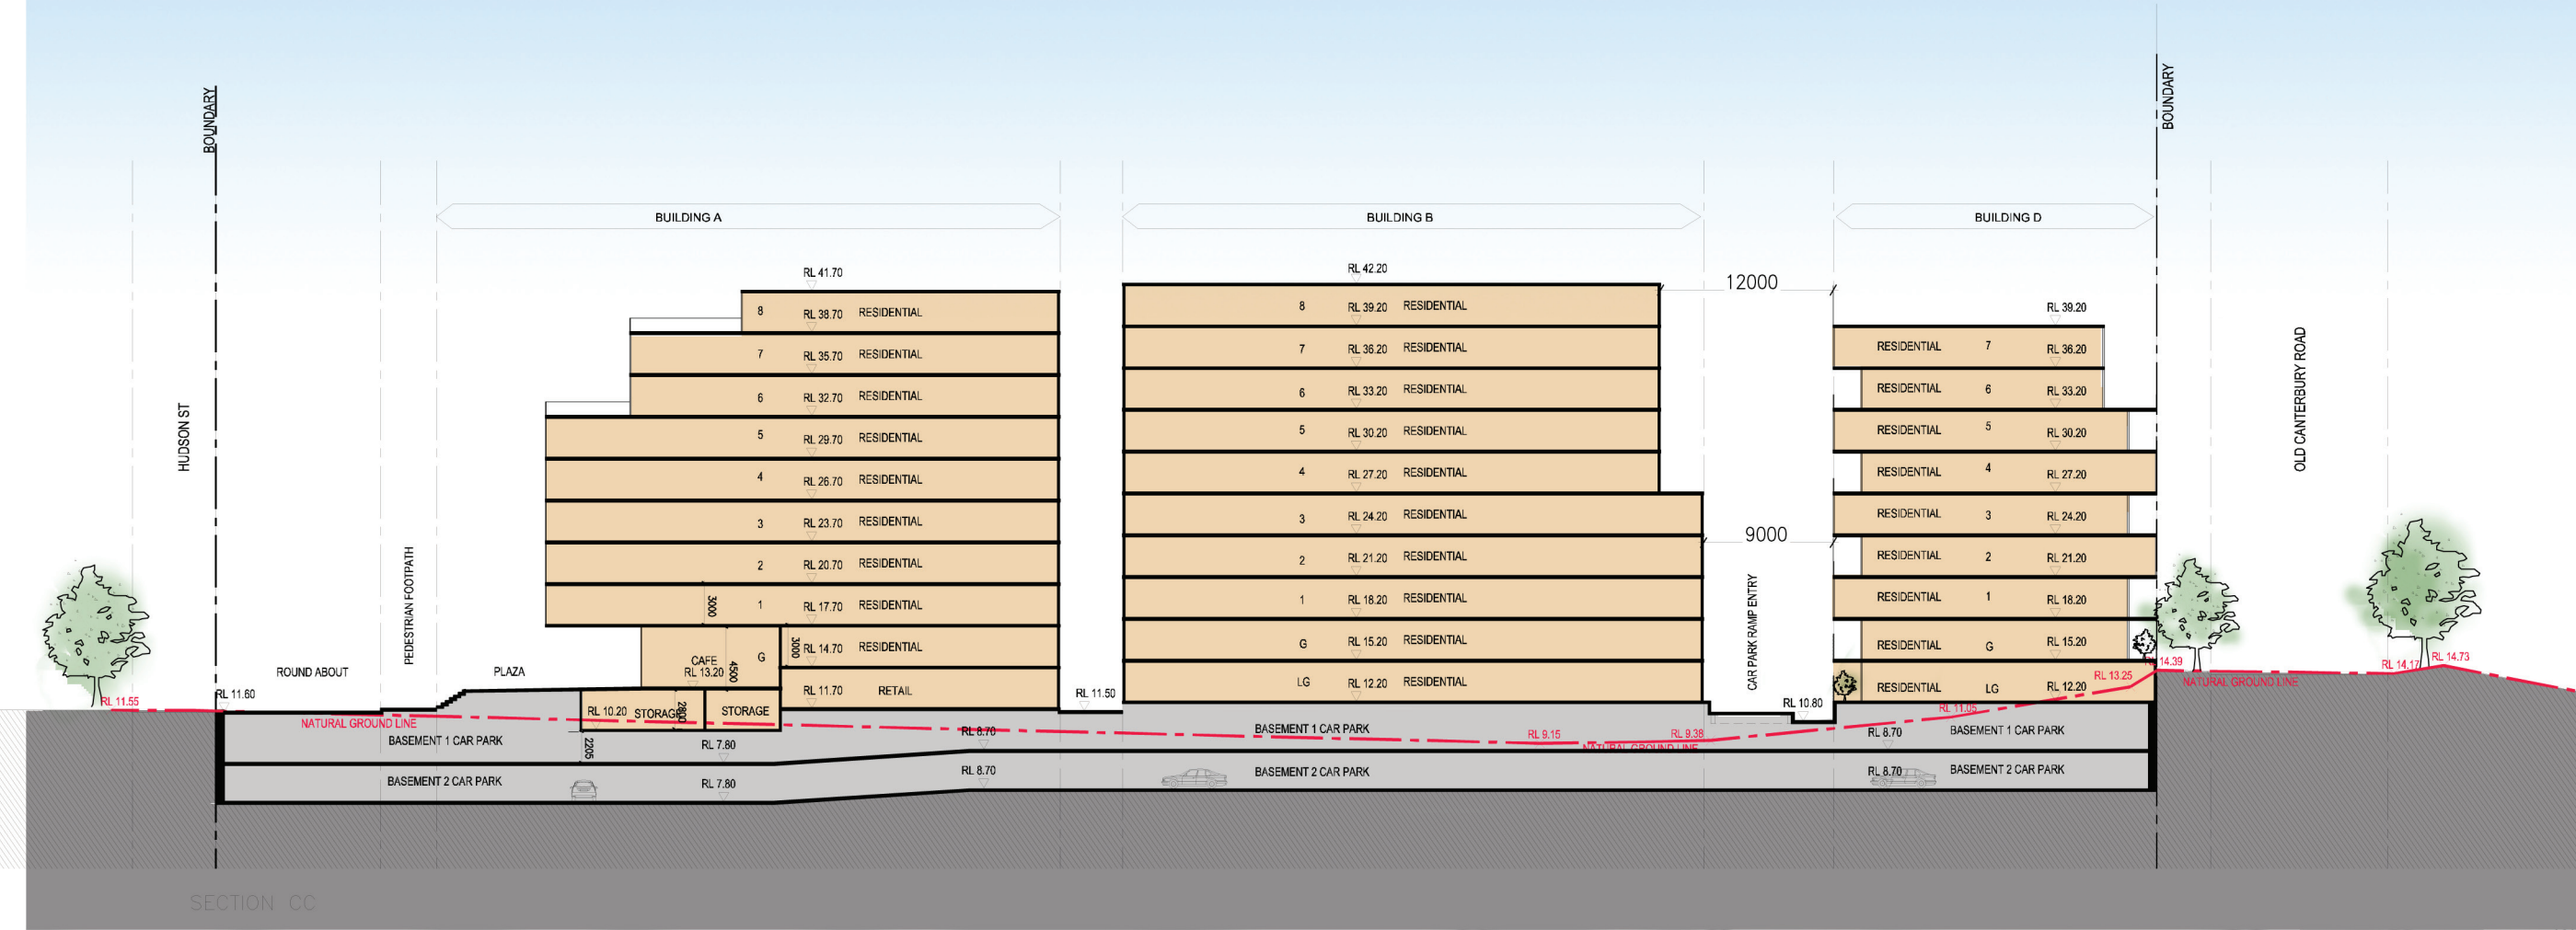 BOUNDARY
BOUNDARY
BUILDING A
BUILDING B
BUILDING D
RL 41.70
RL 42.20
12000
RL 39.20
8 RL 38.70 RESIDENTIAL
7 RL 35.70 RESIDENTIAL
6 RL 32.70 RESIDENTIAL
5 RL 29.70 RESIDENTIAL
4 RL 26.70 RESIDENTIAL
3 RL 23.70 RESIDENTIAL
2 RL 20.70 RESIDENTIAL
3000 1 RL 17.70 RESIDENTIAL
CAFE G 3000 RL 14.70 RESIDENTIAL
RL 13.20 4500
RL 11.70 RETAIL
RL 10.20 STORAGE 2800 STORAGE
2205
8 RL 39.20 RESIDENTIAL
7 RL 36.20 RESIDENTIAL
6 RL 33.20 RESIDENTIAL
5 RL 30.20 RESIDENTIAL
4 RL 27.20 RESIDENTIAL
3 RL 24.20 RESIDENTIAL
2 RL 21.20 RESIDENTIAL
1 RL 18.20 RESIDENTIAL
G RL 15.20 RESIDENTIAL
LG RL 12.20 RESIDENTIAL
9000
CAR PARK RAMP ENTRY
RL 10.80
RESIDENTIAL 7 RL 36.20
RESIDENTIAL 6 RL 33.20
RESIDENTIAL 5 RL 30.20
RESIDENTIAL 4 RL 27.20
RESIDENTIAL 3 RL 24.20
RESIDENTIAL 2 RL 21.20
RESIDENTIAL 1 RL 18.20
RESIDENTIAL G RL 15.20
RESIDENTIAL LG RL 12.20
HUDSON ST
PEDESTRIAN FOOTPATH
OLD CANTERBURY ROAD
ROUND ABOUT
PLAZA
RL 11.55
RL 11.60
RL 11.50
NATURAL GROUND LINE
RL 9.15
RL 9.38
NATURAL GROUND LINE
RL 11.05
RL 13.25
RL 14.39
NATURAL GROUND LINE
RL 14.17
RL 14.73
BASEMENT 1 CAR PARK
RL 7.80
RL 8.70
BASEMENT 1 CAR PARK
RL 8.70
BASEMENT 1 CAR PARK
BASEMENT 2 CAR PARK
RL 7.80
RL 8.70
BASEMENT 2 CAR PARK
RL 8.70
BASEMENT 2 CAR PARK
SECTION CC